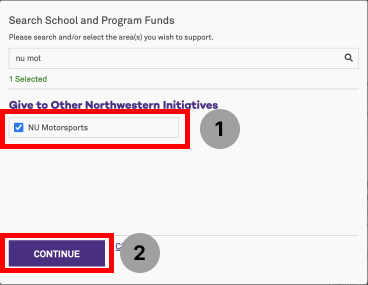 Search School and Program Funds
Please search and/or select the area(s) you wish to support.
nu mot
1 Selected
Give to Other Northwestern Initiatives
NU Motorsports
1
CONTINUE
2